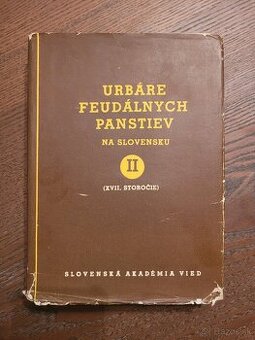 URBÁRE
FEUDÁLNYCH
PANSTIEV
NA SLOVENSKU
II
(XVII. STOROČIE)
SLOVENSKÁ AKADÉMIA VIED